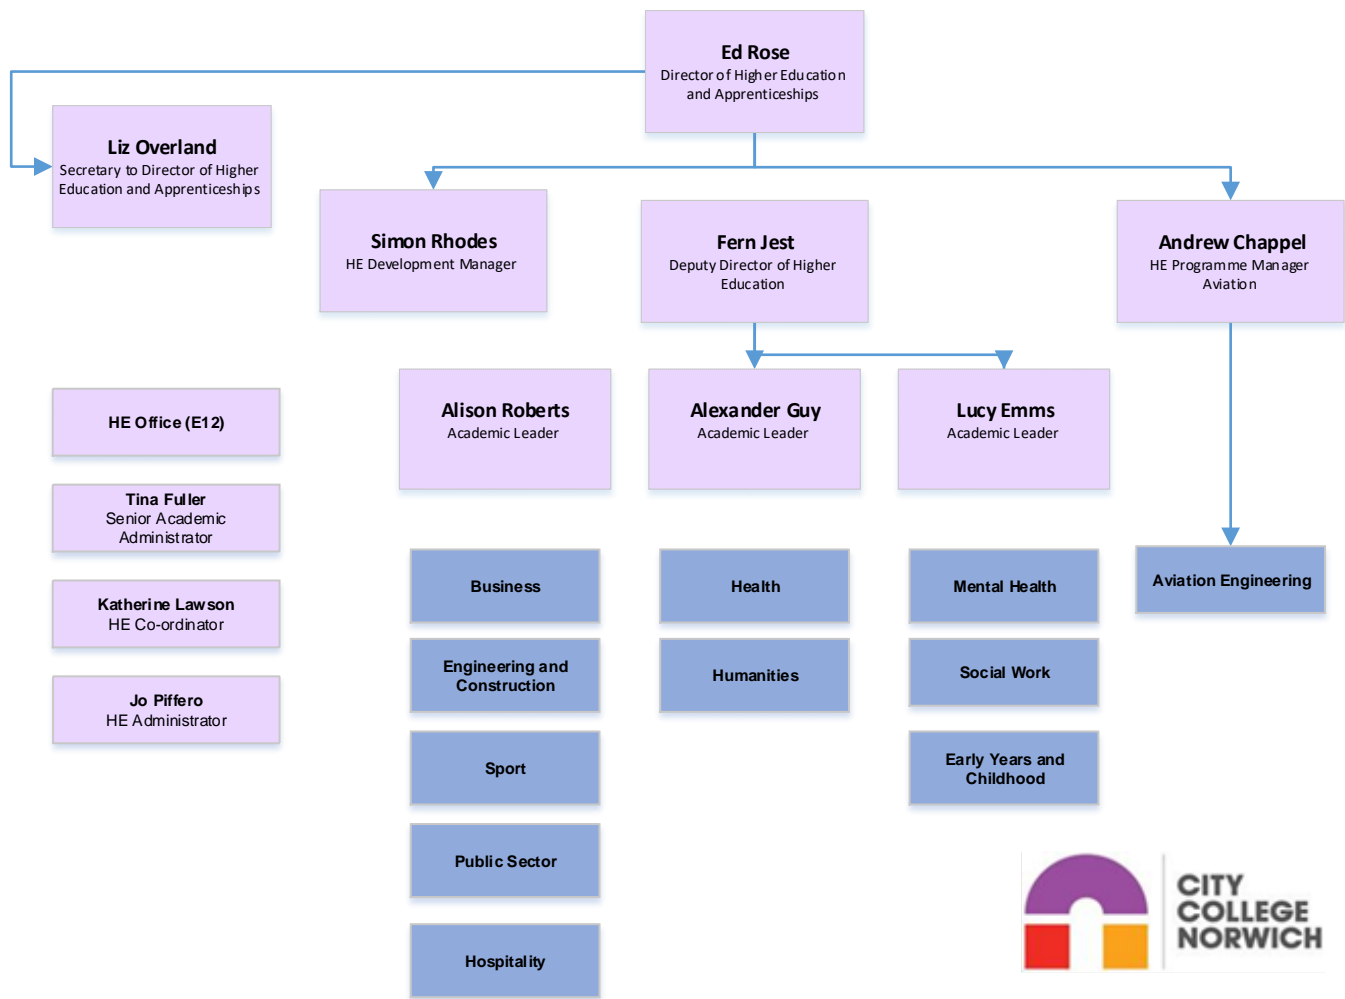 Ed Rose
Director of Higher Education
and Apprenticeships
Liz Overland
Secretary to Director of Higher
Education and Apprenticeships
Simon Rhodes
HE Development Manager
Fern Jest
Deputy Director of Higher
Education
Andrew Chappel
HE Programme Manager
Aviation
HE Office (E12)
Tina Fuller
Senior Academic
Administrator
Katherine Lawson
HE Co-ordinator
Jo Piffero
HE Administrator
Alison Roberts
Academic Leader
Alexander Guy
Academic Leader
Lucy Emms
Academic Leader
Business
Engineering and
Construction
Sport
Public Sector
Hospitality
Health
Humanities
Mental Health
Social Work
Early Years and
Childhood
Aviation Engineering
CITY
COLLEGE
NORWICH